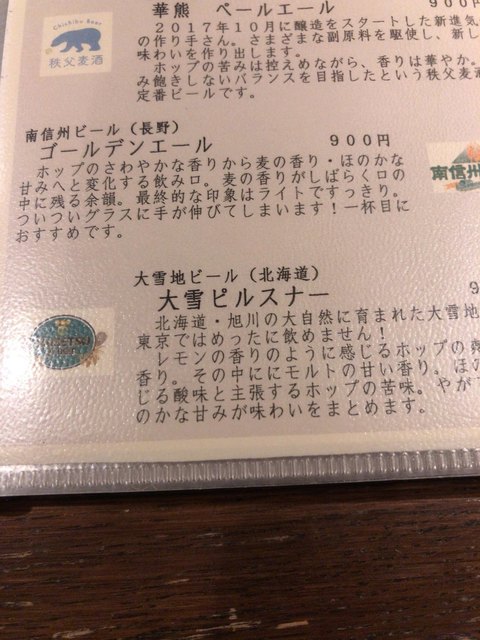 華熊 ペールエール 900
Chichibu Beer
秩父麦酒
2017年10月に醸造をスタートした新進気
の作り手さん。さまざまな副原料を駆使し、新し
味わいを作り出します。
ホップの苦みは控えめながら、香りは華やか。
み飽きしないバランスを目指したという秩父麦酒
定番ビールです。
南信州ビール(長野)
ゴールデンエール 900円
ホップのさわやかな香りから麦の香り・ほのかな
甘みへと変化する飲み口。麦の香りがしばらく口の
中に残る余韻。最終的な印象はライトですっきり。
ついついグラスに手が伸びてしまいます!一杯目に
おすすめです。
南信州
大雪地ビール(北海道)
大雪ピルスナー 9
北海道・旭川の大自然に育まれた大雪地
東京ではめったに飲めません!
レモンの香りのように感じるホップの爽
香り。その中ににモルトの甘い香り。ほの
じる酸味と主張するホップの苦味。やが
のかな甘みが味わいをまとめます。